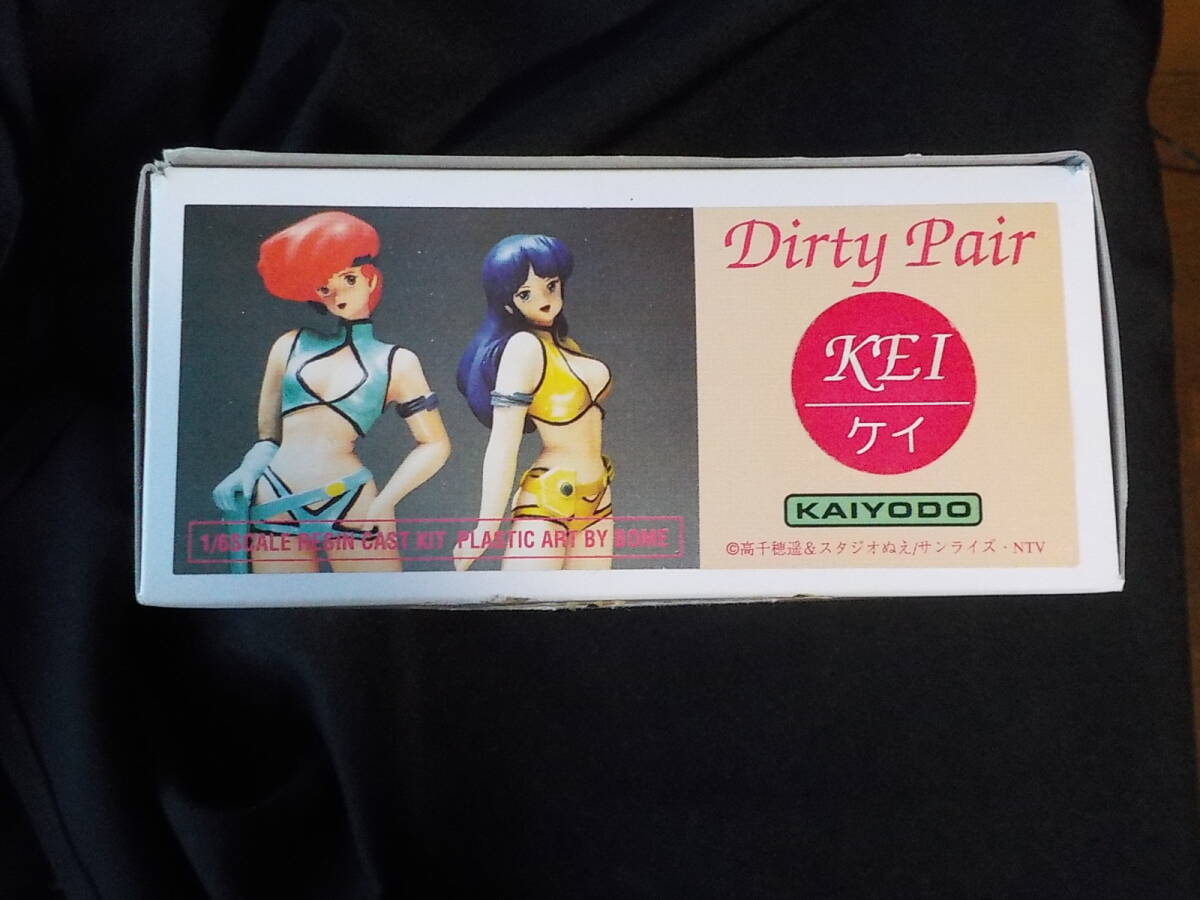 Dirty Pair
KEI
ケイ
KAIYODO
1/6SCALE RESIN CAST KIT PLASTIC ART BY BOME
©高千穂遥&スタジオぬえ/サンライズ・NTV